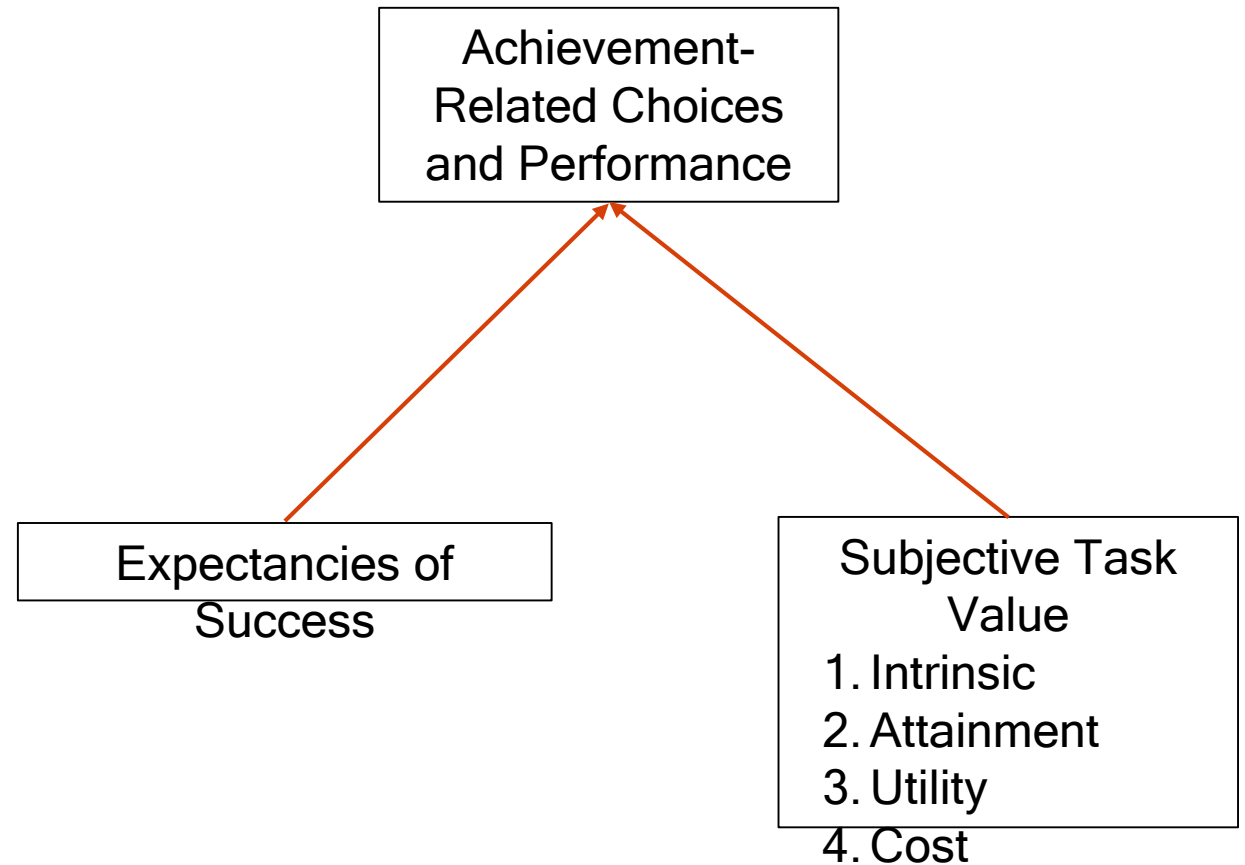 Achievement-
Related Choices
and Performance
Expectancies of
Success
Subjective Task
Value
1. Intrinsic
2. Attainment
3. Utility
4. Cost